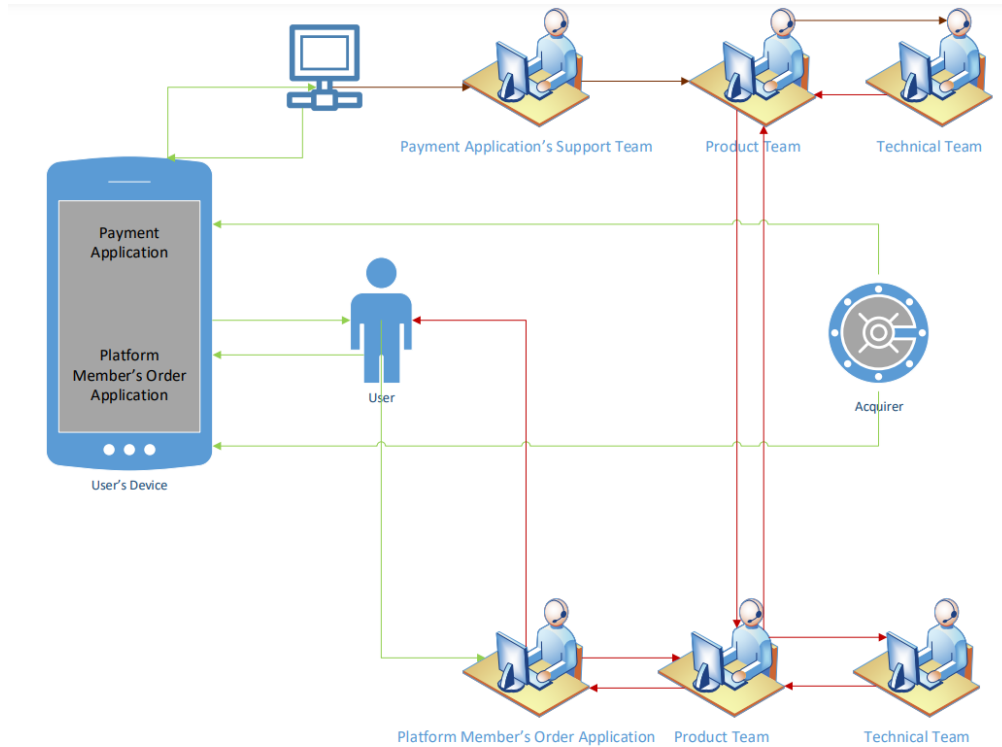 Payment Application's Support Team
Product Team
Technical Team
Payment
Application
Platform
Member's Order
Application
User's Device
User
Acquirer
Platform Member's Order Application
Product Team
Technical Team